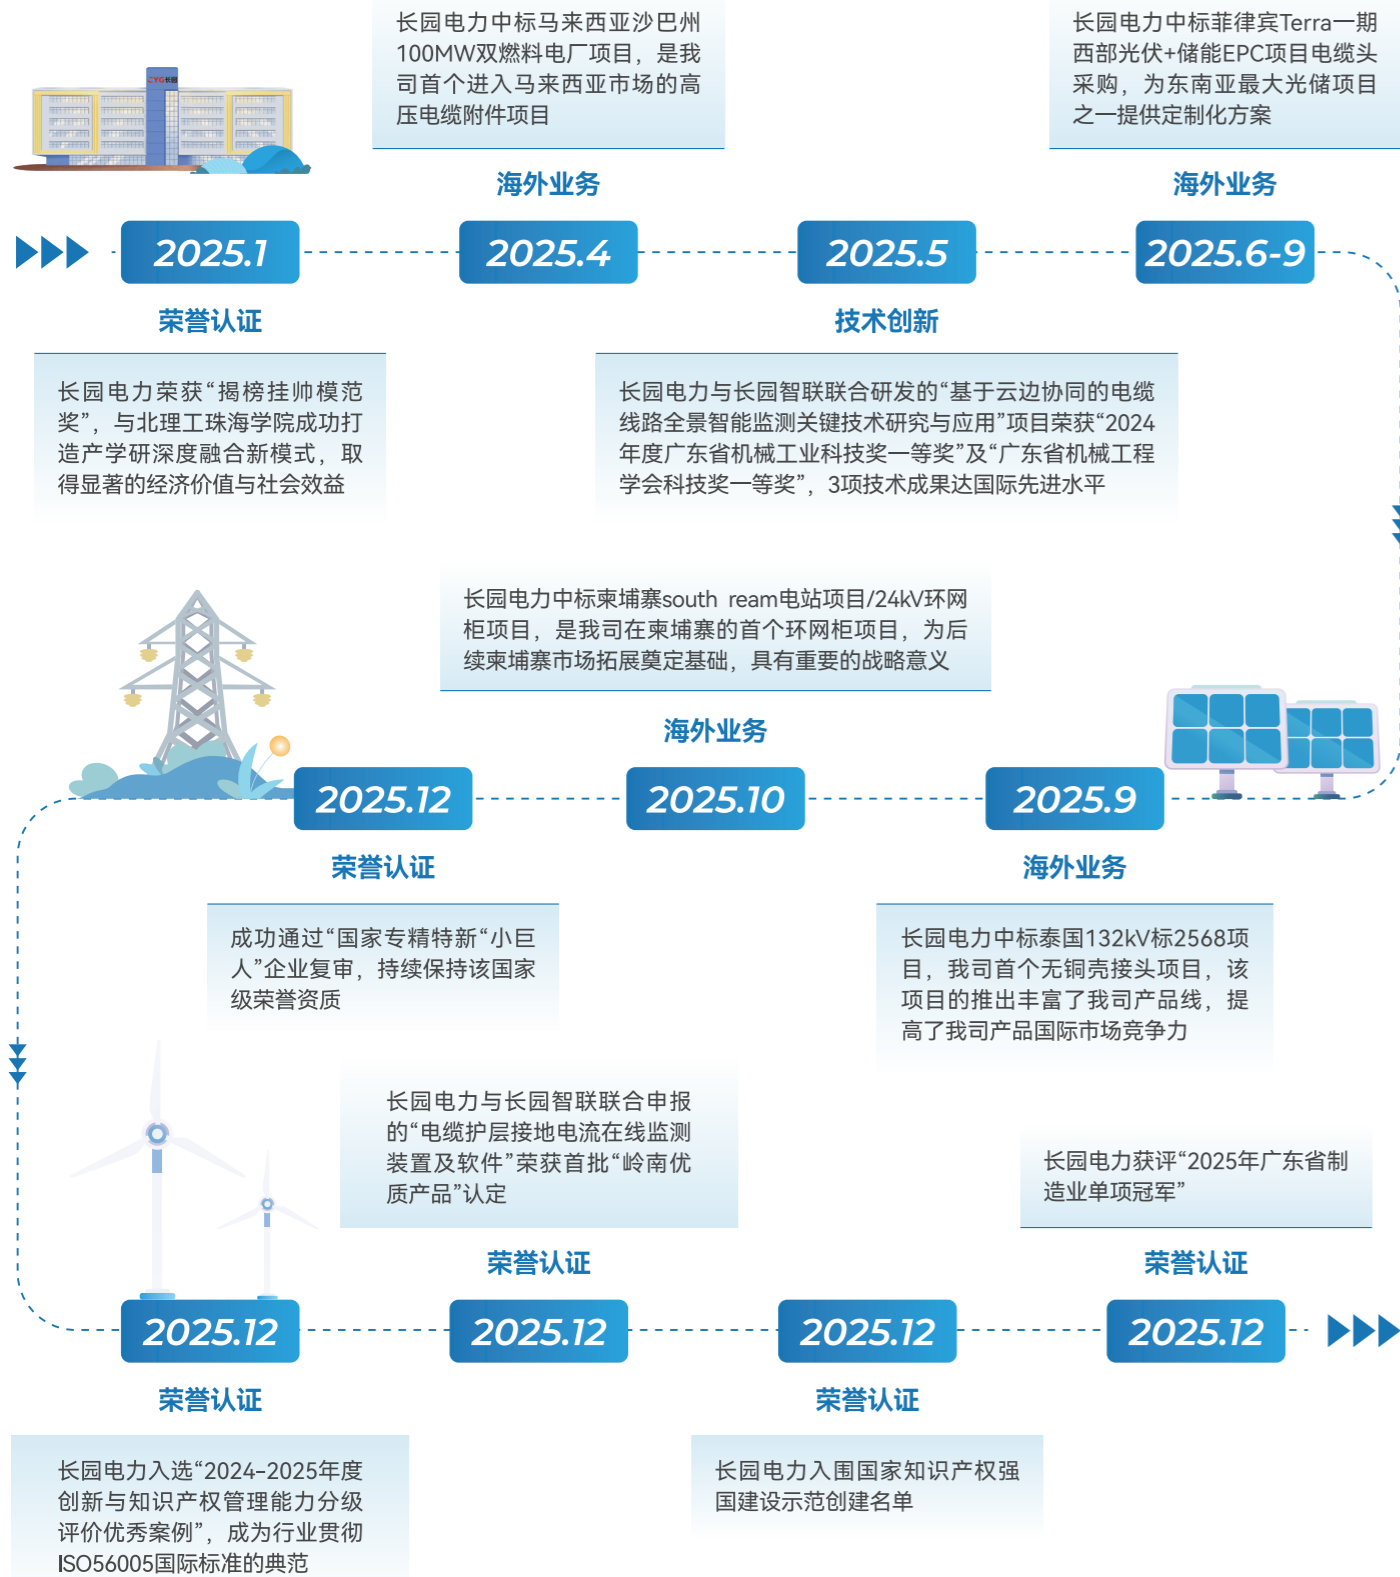 长园电力中标马来西亚沙巴州
100MW双燃料电厂项目，是我
司首个进入马来西亚市场的高
压电缆附件项目
长园电力中标菲律宾Terra一期
西部光伏+储能EPC项目电缆头
采购，为东南亚最大光储项目
之一提供定制化方案
CYG长园
海外业务
海外业务
2025.1
2025.4
2025.5
2025.6-9
荣誉认证
技术创新
长园电力荣获“揭榜挂帅模范
奖”，与北理工珠海学院成功打
造产学研深度融合新模式，取
得显著的经济价值与社会效益
长园电力与长园智联联合研发的“基于云边协同的电缆
线路全景智能监测关键技术研究与应用”项目荣获“2024
年度广东省机械工业科技奖一等奖”及“广东省机械工程
学会科技奖一等奖”，3项技术成果达国际先进水平
长园电力中标柬埔寨south ream电站项目/24kV环网
柜项目，是我司在柬埔寨的首个环网柜项目，为后
续柬埔寨市场拓展奠定基础，具有重要的战略意义
海外业务
2025.12
2025.10
2025.9
荣誉认证
海外业务
成功通过“国家专精特新“小巨
人”企业复审，持续保持该国家
级荣誉资质
长园电力中标泰国132kV标2568项
目，我司首个无铜壳接头项目，该
项目的推出丰富了我司产品线，提
高了我司产品国际市场竞争力
长园电力与长园智联联合申报
的“电缆护层接地电流在线监测
装置及软件”荣获首批“岭南优
质产品”认定
长园电力获评“2025年广东省制
造业单项冠军”
荣誉认证
荣誉认证
2025.12
2025.12
2025.12
2025.12
荣誉认证
荣誉认证
长园电力入选“2024-2025年度
创新与知识产权管理能力分级
评价优秀案例”，成为行业贯彻
ISO56005国际标准的典范
长园电力入围国家知识产权强
国建设示范创建名单